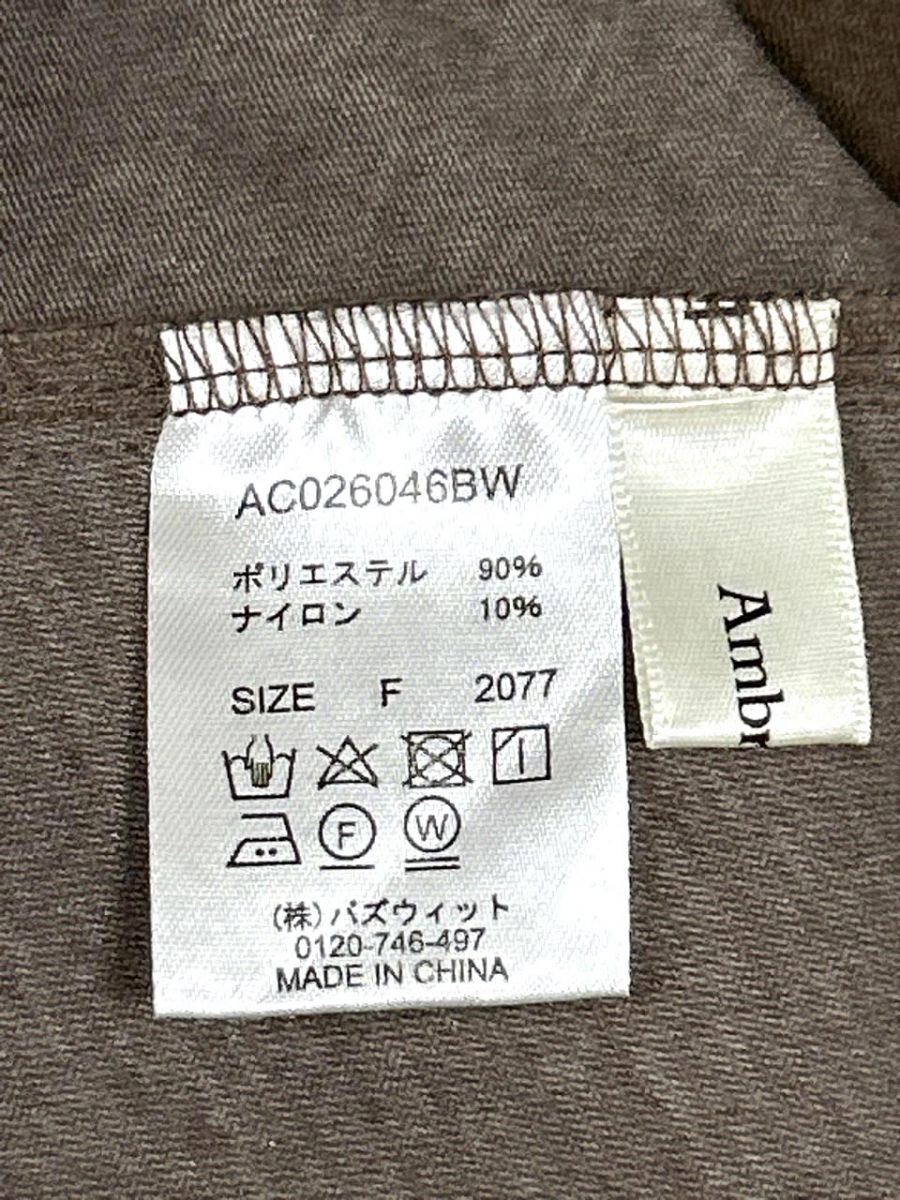 AC026046BW
ポリエステル 90%
ナイロン 10%
SIZE F 2077
F W
(株)バズウィット
0120-746-497
MADE IN CHINA
Amb